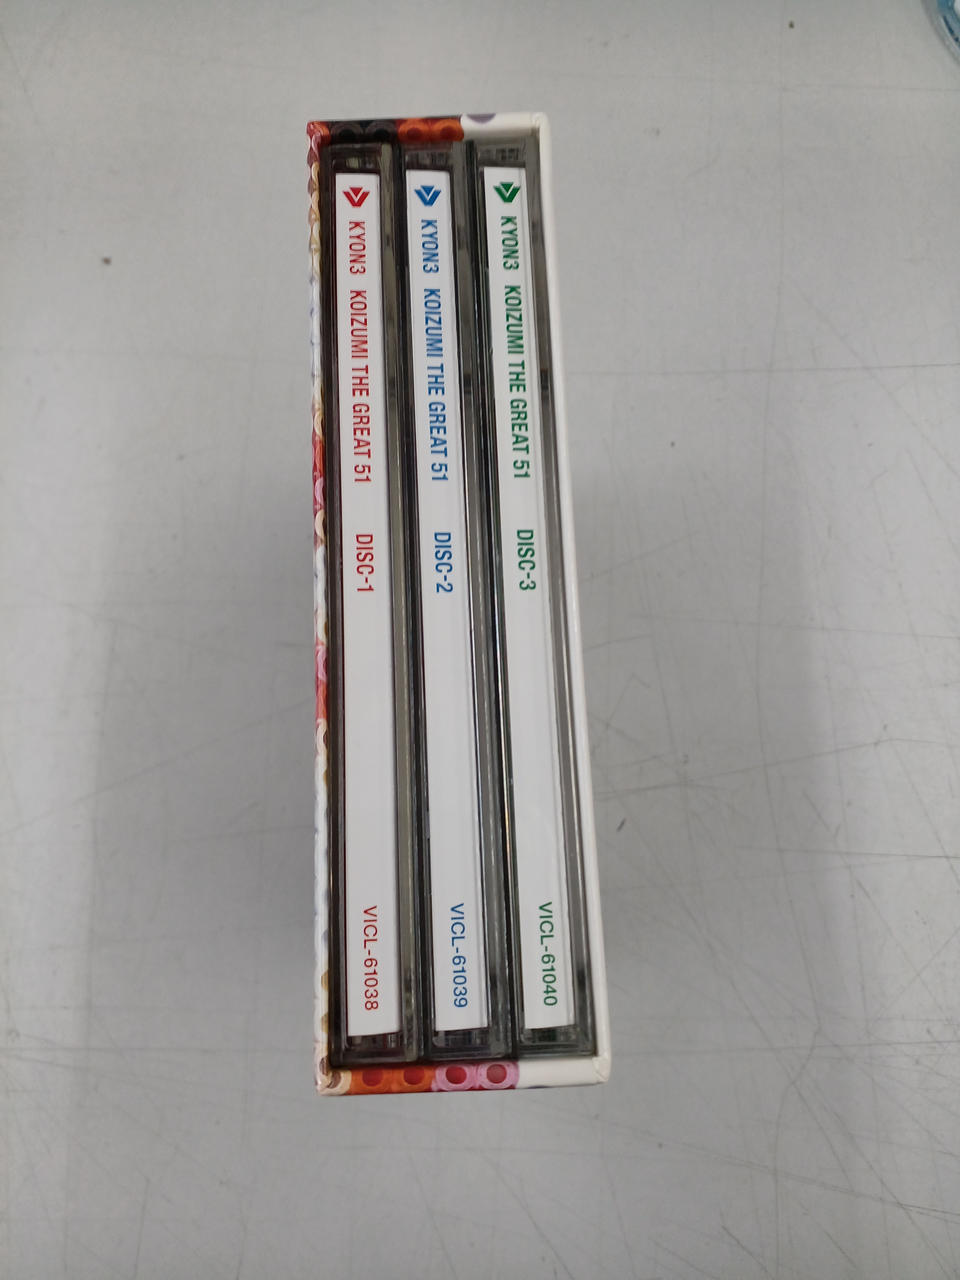 KYON3 KOIZUMI THE GREAT 51 DISC-1 VICL-61038
KYON3 KOIZUMI THE GREAT 51 DISC-2 VICL-61039
KYON3 KOIZUMI THE GREAT 51 DISC-3 VICL-61040